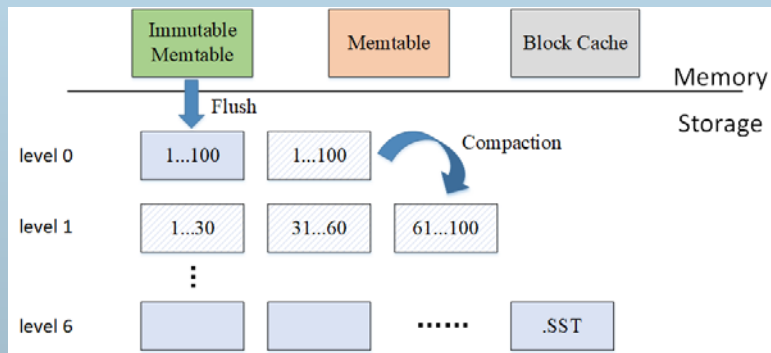 Immutable
Memtable
Memtable
Block Cache
Memory
Flush
Storage
level 0
1...100
1...100
Compaction
level 1
1...30
31...60
61...100
⋮
level 6
......
.SST